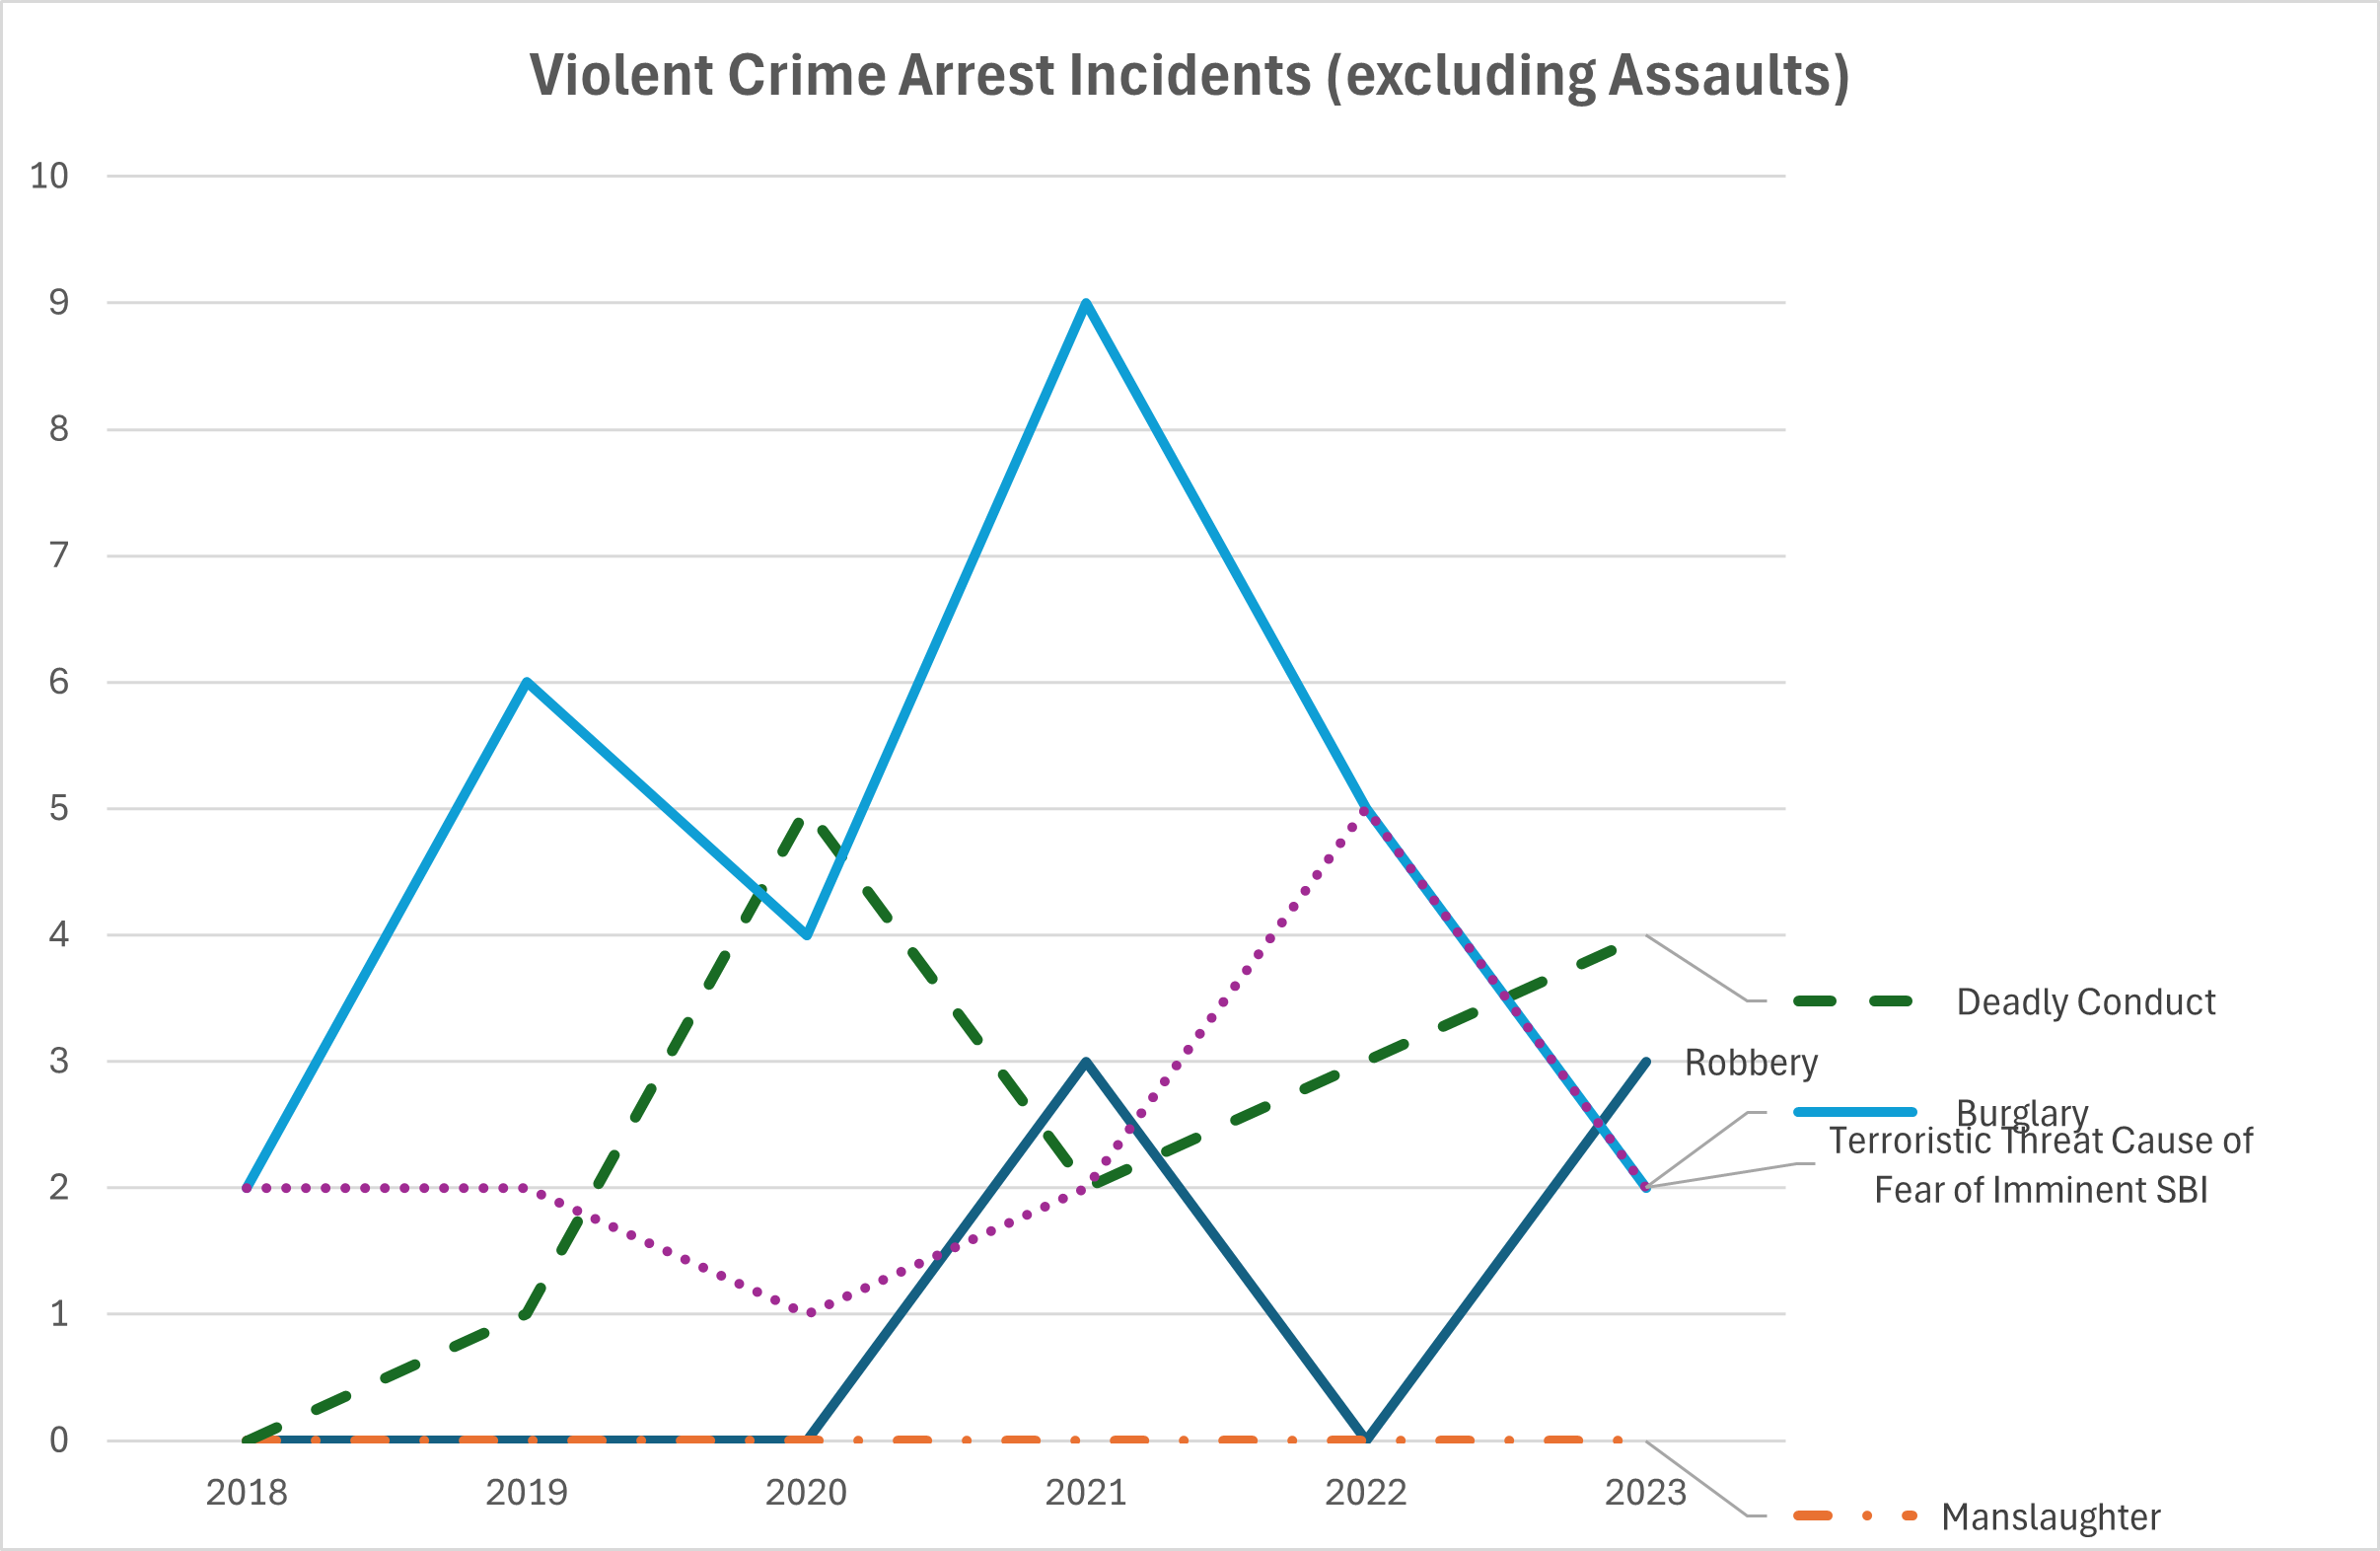 Violent Crime Arrest Incidents (excluding Assaults)
10
9
8
7
6
5
4
3
2
1
0
2018 2019 2020 2021 2022 2023
Deadly Conduct
Robbery
Burglary
Terroristic Threat Cause of
Fear of Imminent SBI
Manslaughter